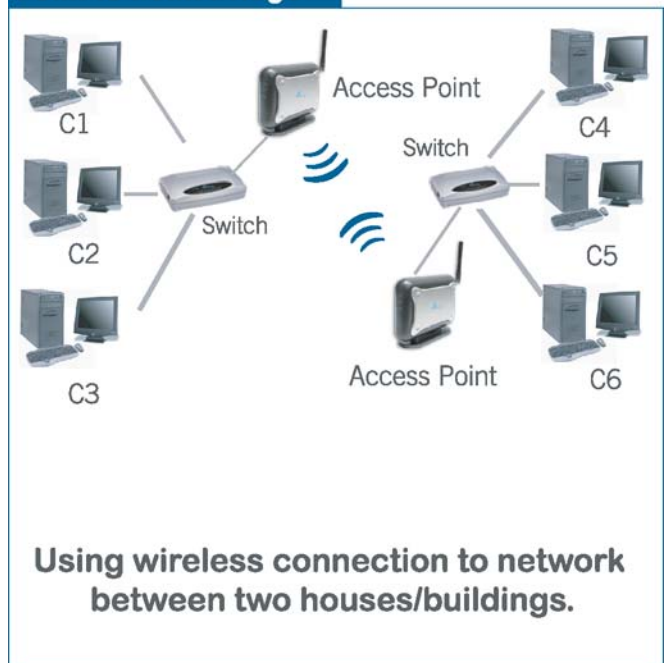 Access Point
C1
C4
Switch
Switch
C2
C5
Access Point
C3
C6
Using wireless connection to network
between two houses/buildings.